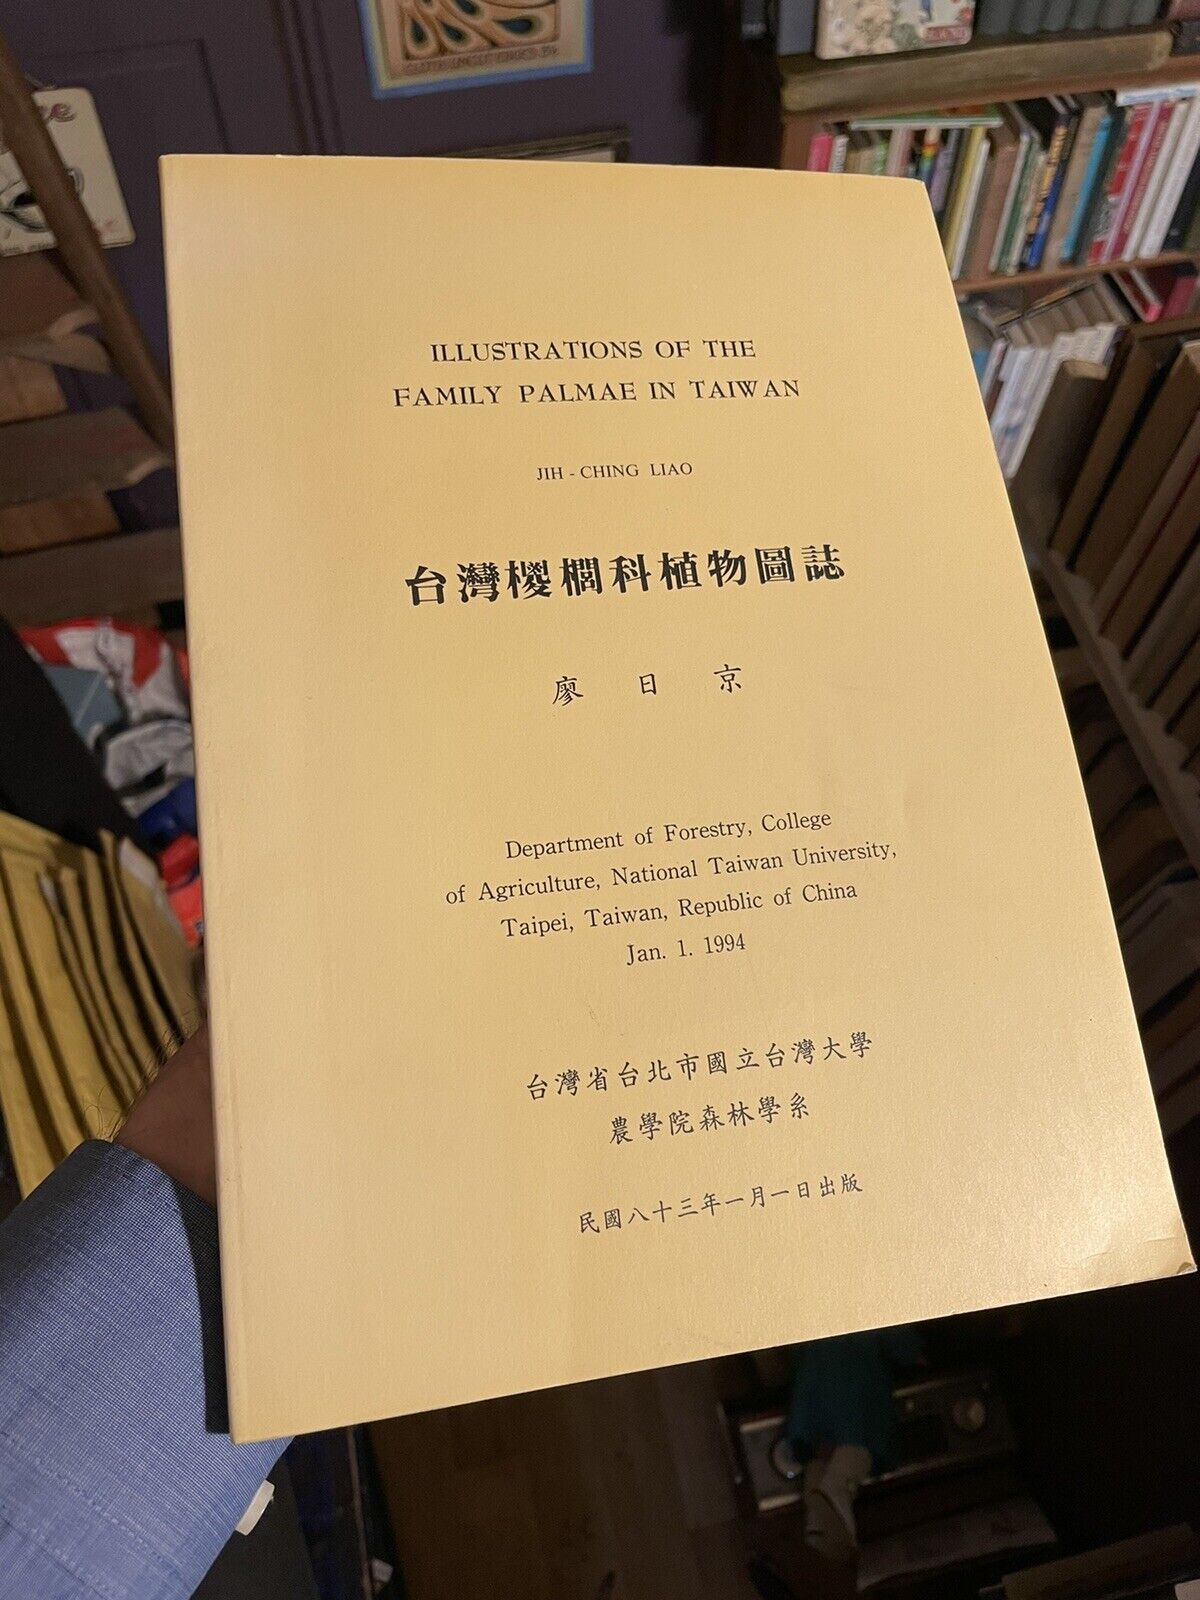 ILLUSTRATIONS OF THE
FAMILY PALMAE IN TAIWAN
JIH - CHING LIAO
台灣椶櫚科植物圖誌
廖日京
Department of Forestry, College
of Agriculture, National Taiwan University,
Taipei, Taiwan, Republic of China
Jan. 1. 1994
台灣省台北市國立台灣大學
農學院森林學系
民國八十三年一月一日出版